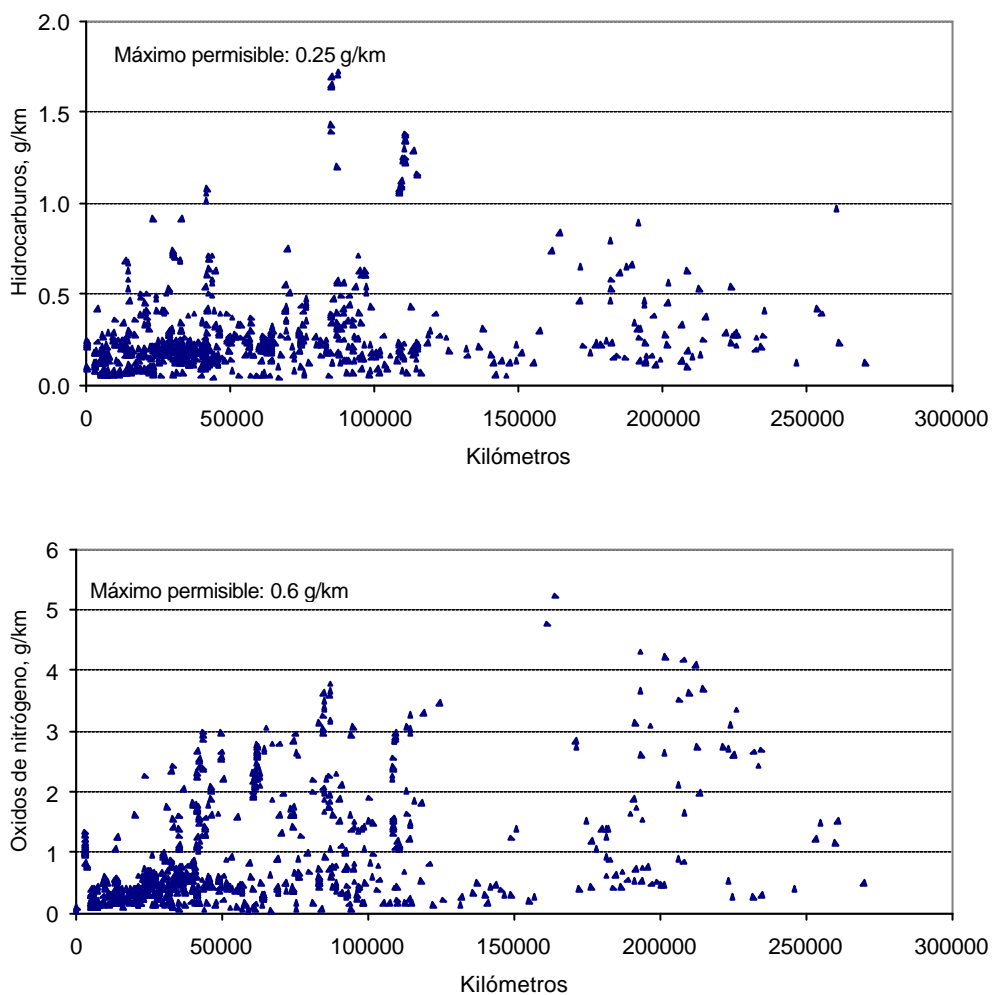 2.0
Máximo permisible: 0.25 g/km
1.5
1.0
0.5
0.0
Hidrocarburos, g/km
0 50000 100000 150000 200000 250000 300000
Kilómetros
6
Máximo permisible: 0.6 g/km
5
4
3
2
1
0
Oxidos de nitrógeno, g/km
0 50000 100000 150000 200000 250000 300000
Kilómetros